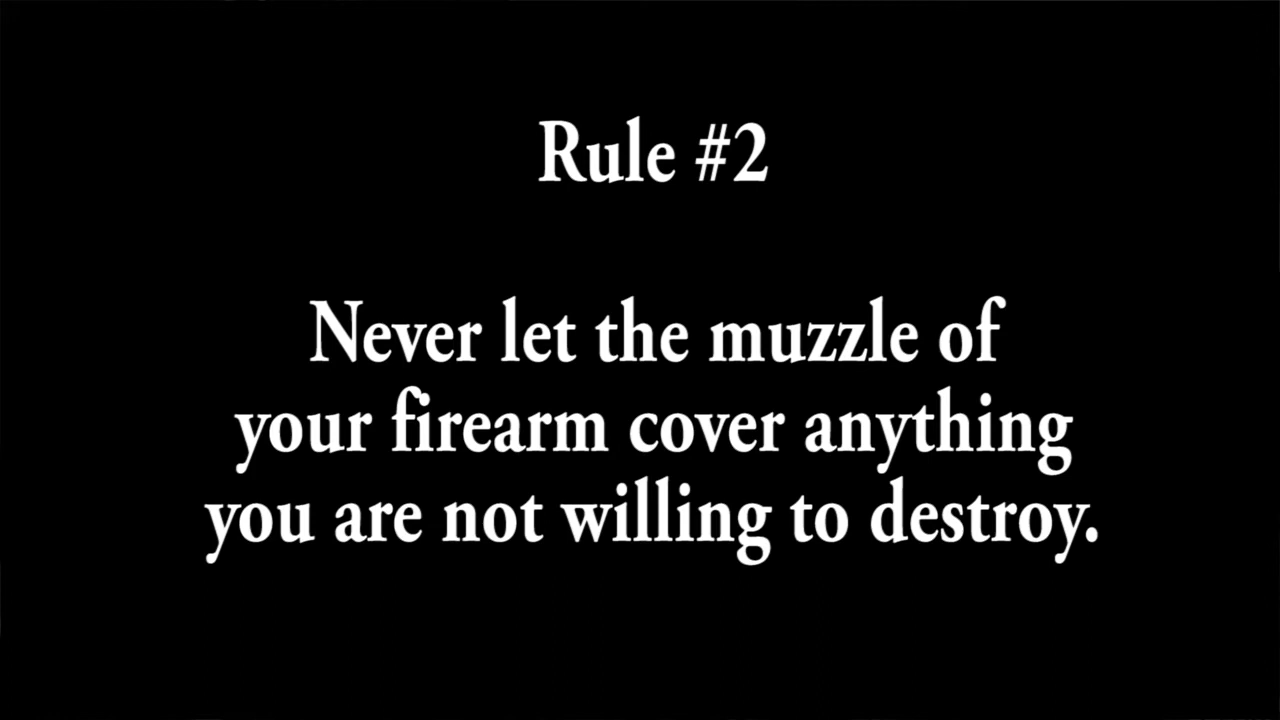 Rule #2
Never let the muzzle of
your firearm cover anything
you are not willing to destroy.